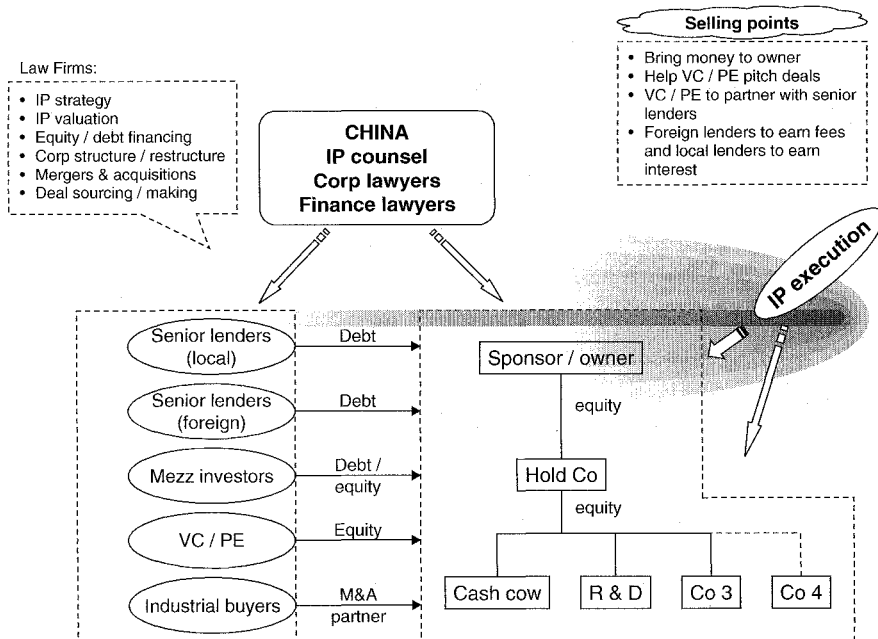 Selling points
• Bring money to owner
• Help VC / PE pitch deals
• VC / PE to partner with senior
lenders
• Foreign lenders to earn fees
and local lenders to earn
interest
Law Firms:
• IP strategy
• IP valuation
• Equity / debt financing
• Corp structure / restructure
• Mergers & acquisitions
• Deal sourcing / making
CHINA
IP counsel
Corp lawyers
Finance lawyers
IP execution
Senior lenders
(local)
Debt
Senior lenders
(foreign)
Debt
Mezz investors
Debt /
equity
VC / PE
Equity
Industrial buyers
M&A
partner
Sponsor / owner
equity
Hold Co
equity
Cash cow
R & D
Co 3
Co 4